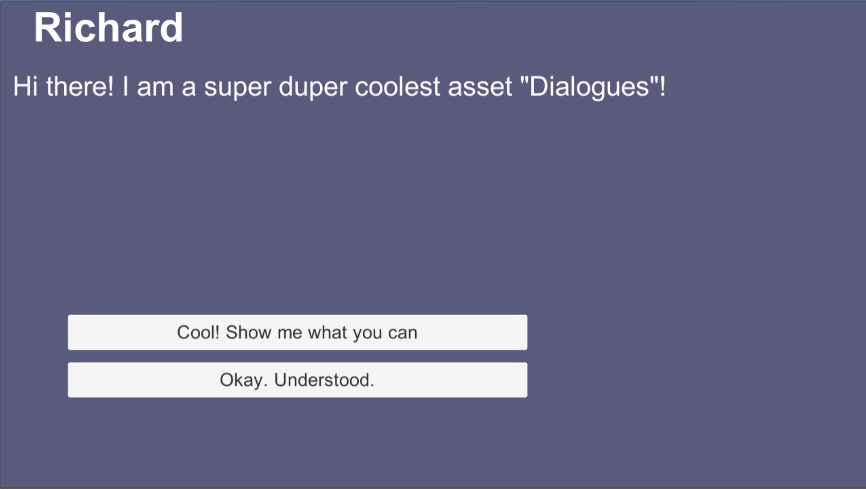 Richard
Hi there! I am a super duper coolest asset "Dialogues"!
Cool! Show me what you can
Okay. Understood.